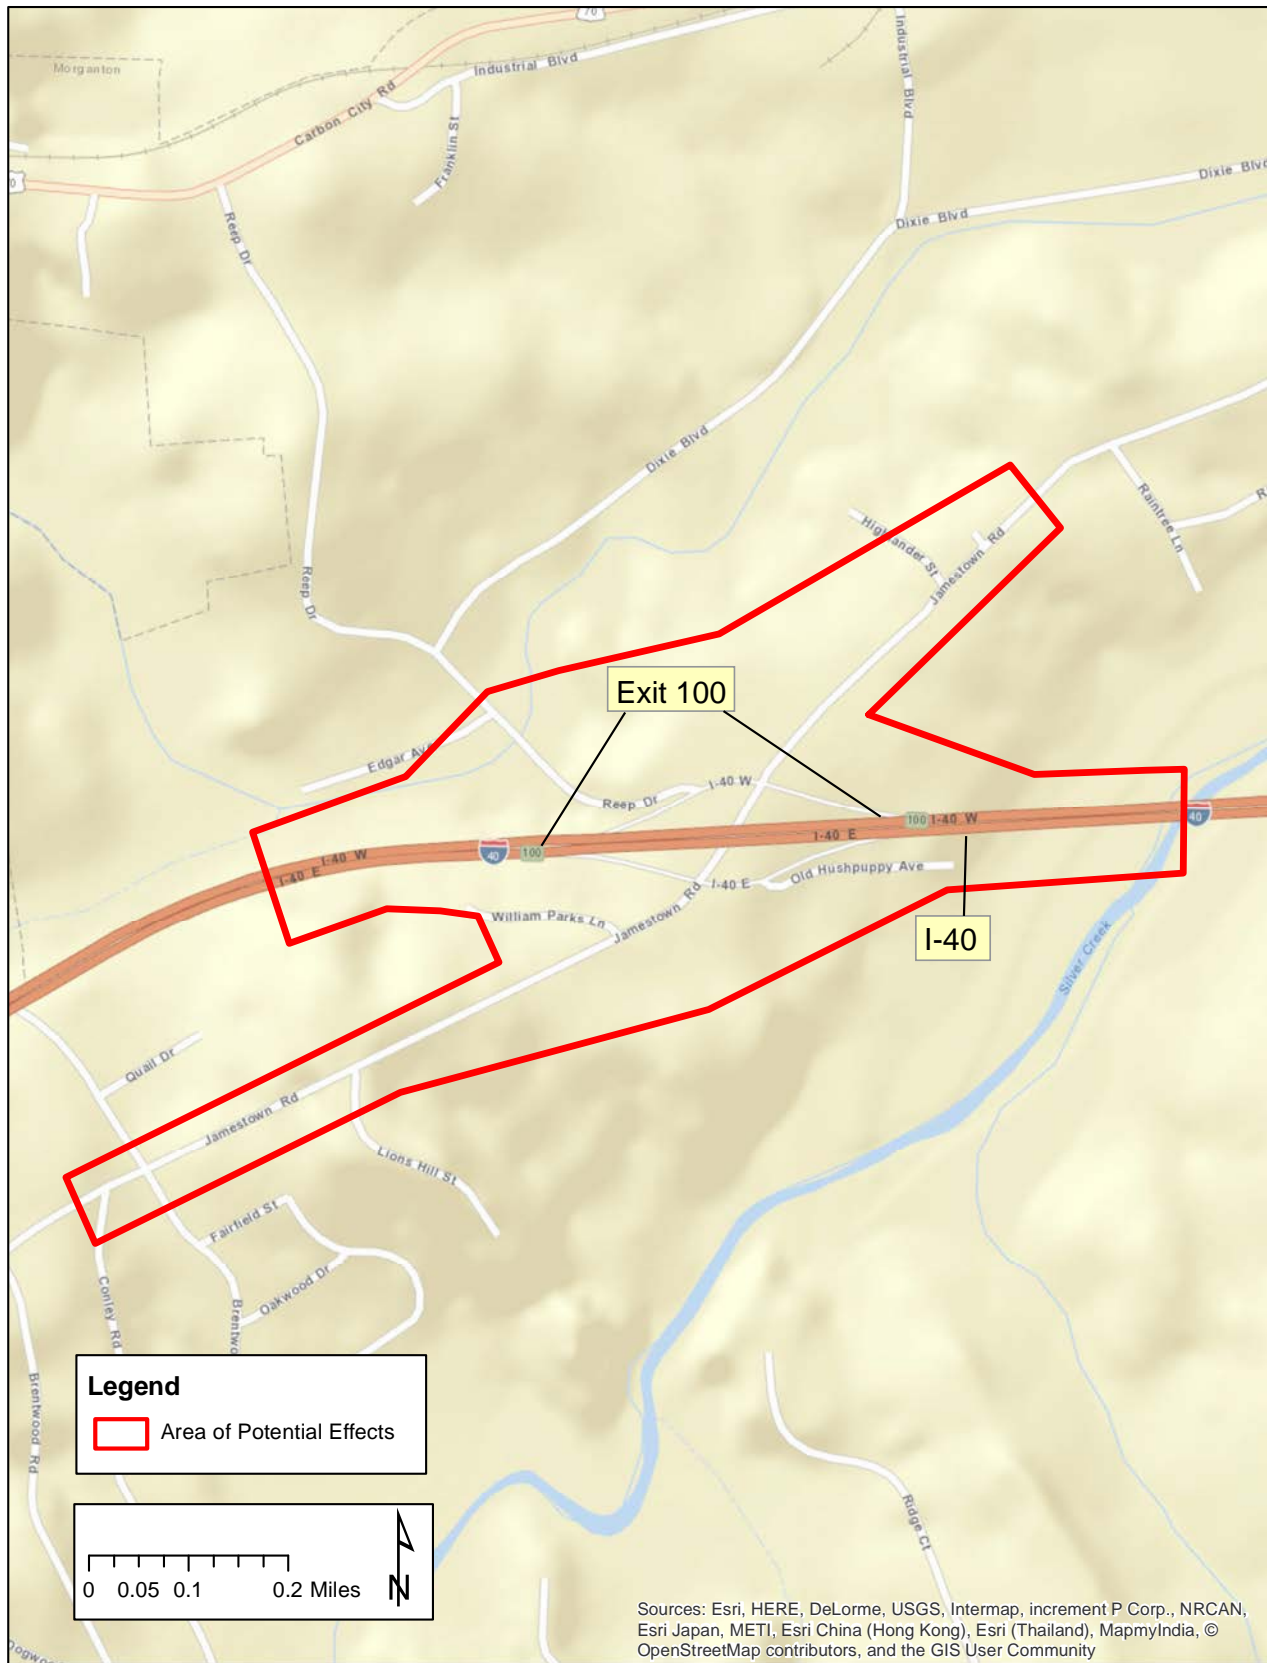 70
Industrial Blvd
Industrial Blvd
Morganton
Carbon City Rd
Franklin St
Dixie Blvd
0
Dixie Blvd
Reep Dr
Dixie Blvd
Raintree Ln
R
Highlander St
Jamestown Rd
Reep Dr
Exit 100
Edgar Ave
I-40 W
Reep Dr
100
I-40 W
40
I-40 E
40
100
I-40 W
I-40 E
I-40 E
Old Hushpuppy Ave
William Parks Ln
Jamestown Rd
I-40
Silver Creek
Quail Dr
Jamestown Rd
Lions Hill St
Fairfield St
Oakwood Dr
Conley Rd
Brentwo
Brentwood Rd
Legend
Area of Potential Effects
Ridge Ct
0 0.05 0.1 0.2 Miles
N
Dogwoo
Sources: Esri, HERE, DeLorme, USGS, Intermap, increment P Corp., NRCAN,
Esri Japan, METI, Esri China (Hong Kong), Esri (Thailand), MapmyIndia, ©
OpenStreetMap contributors, and the GIS User Community